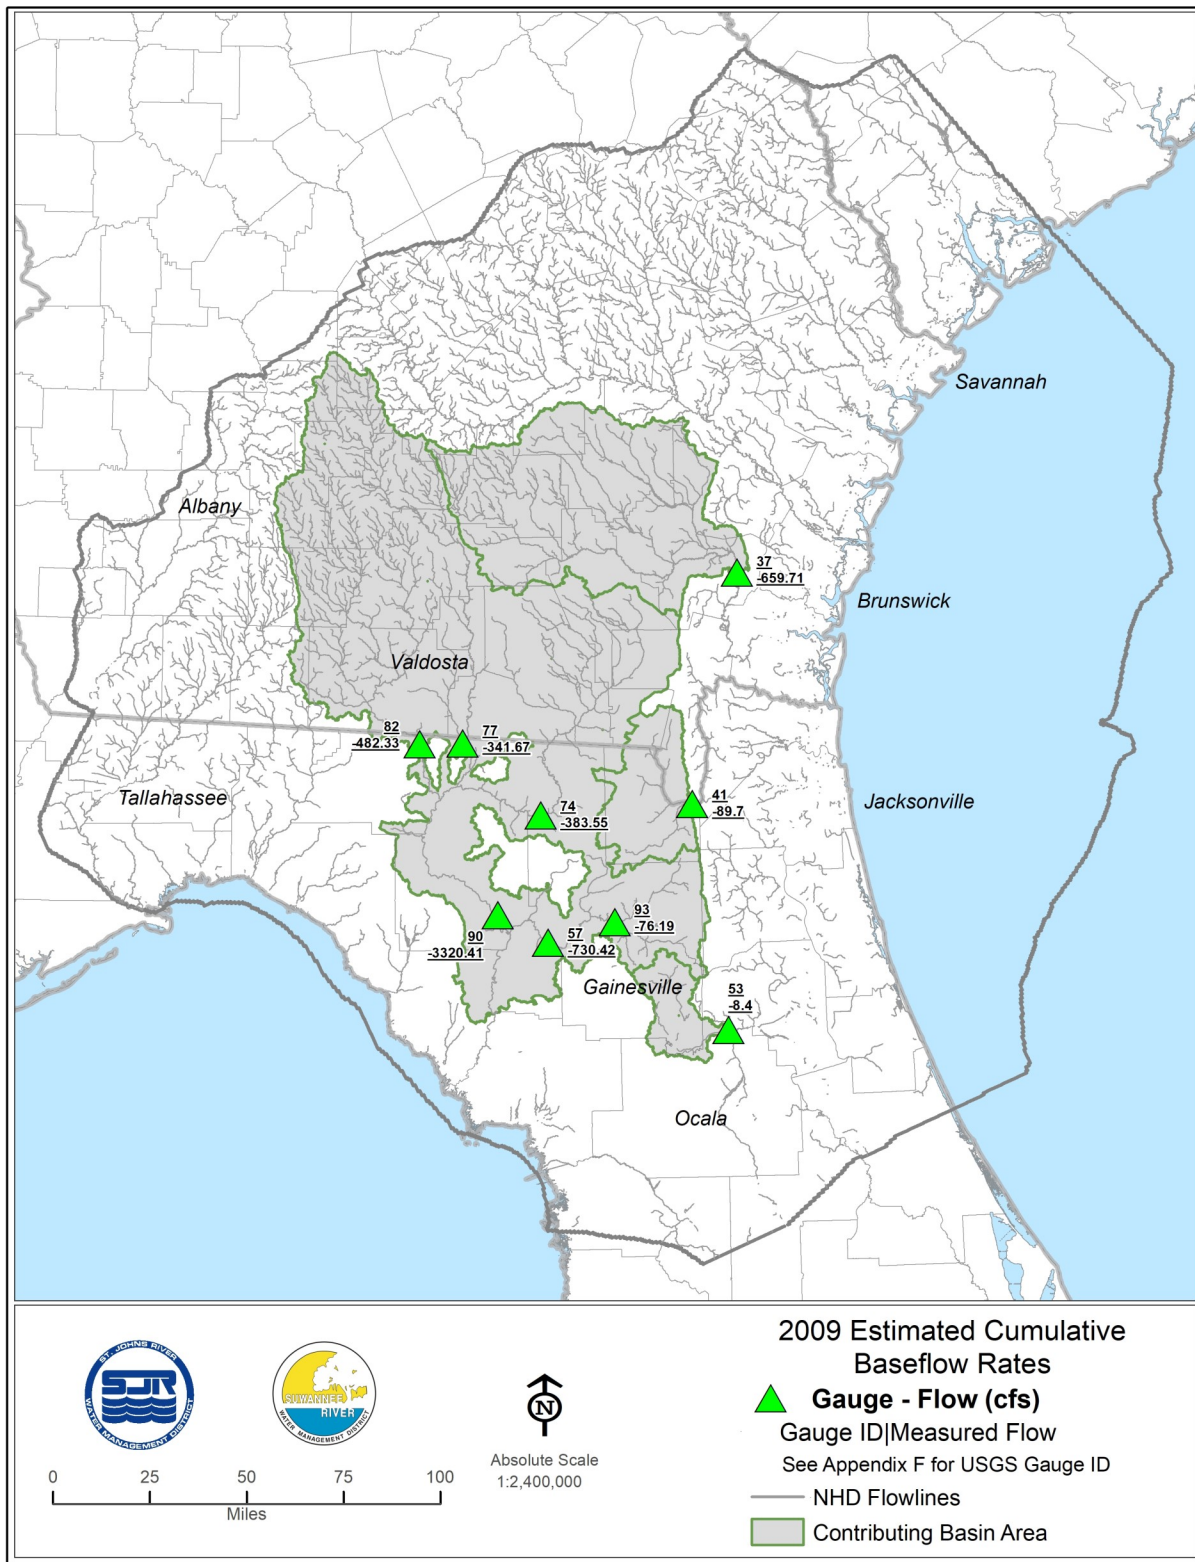 Savannah
Albany
37
-659.71
Brunswick
Valdosta
82
-482.33
77
-341.67
Tallahassee
41
-89.7
Jacksonville
74
-383.55
93
-76.19
90
-3320.41
57
-730.42
Gainesville
53
-8.4
Ocala
2009 Estimated Cumulative
Baseflow Rates
Gauge - Flow (cfs)
Gauge ID|Measured Flow
See Appendix F for USGS Gauge ID
NHD Flowlines
Contributing Basin Area
ST. JOHNS RIVER
SJR
WATER MANAGEMENT DISTRICT
SUWANNEE
RIVER
WATER MANAGEMENT DISTRICT
N
Absolute Scale
1:2,400,000
0 25 50 75 100
Miles